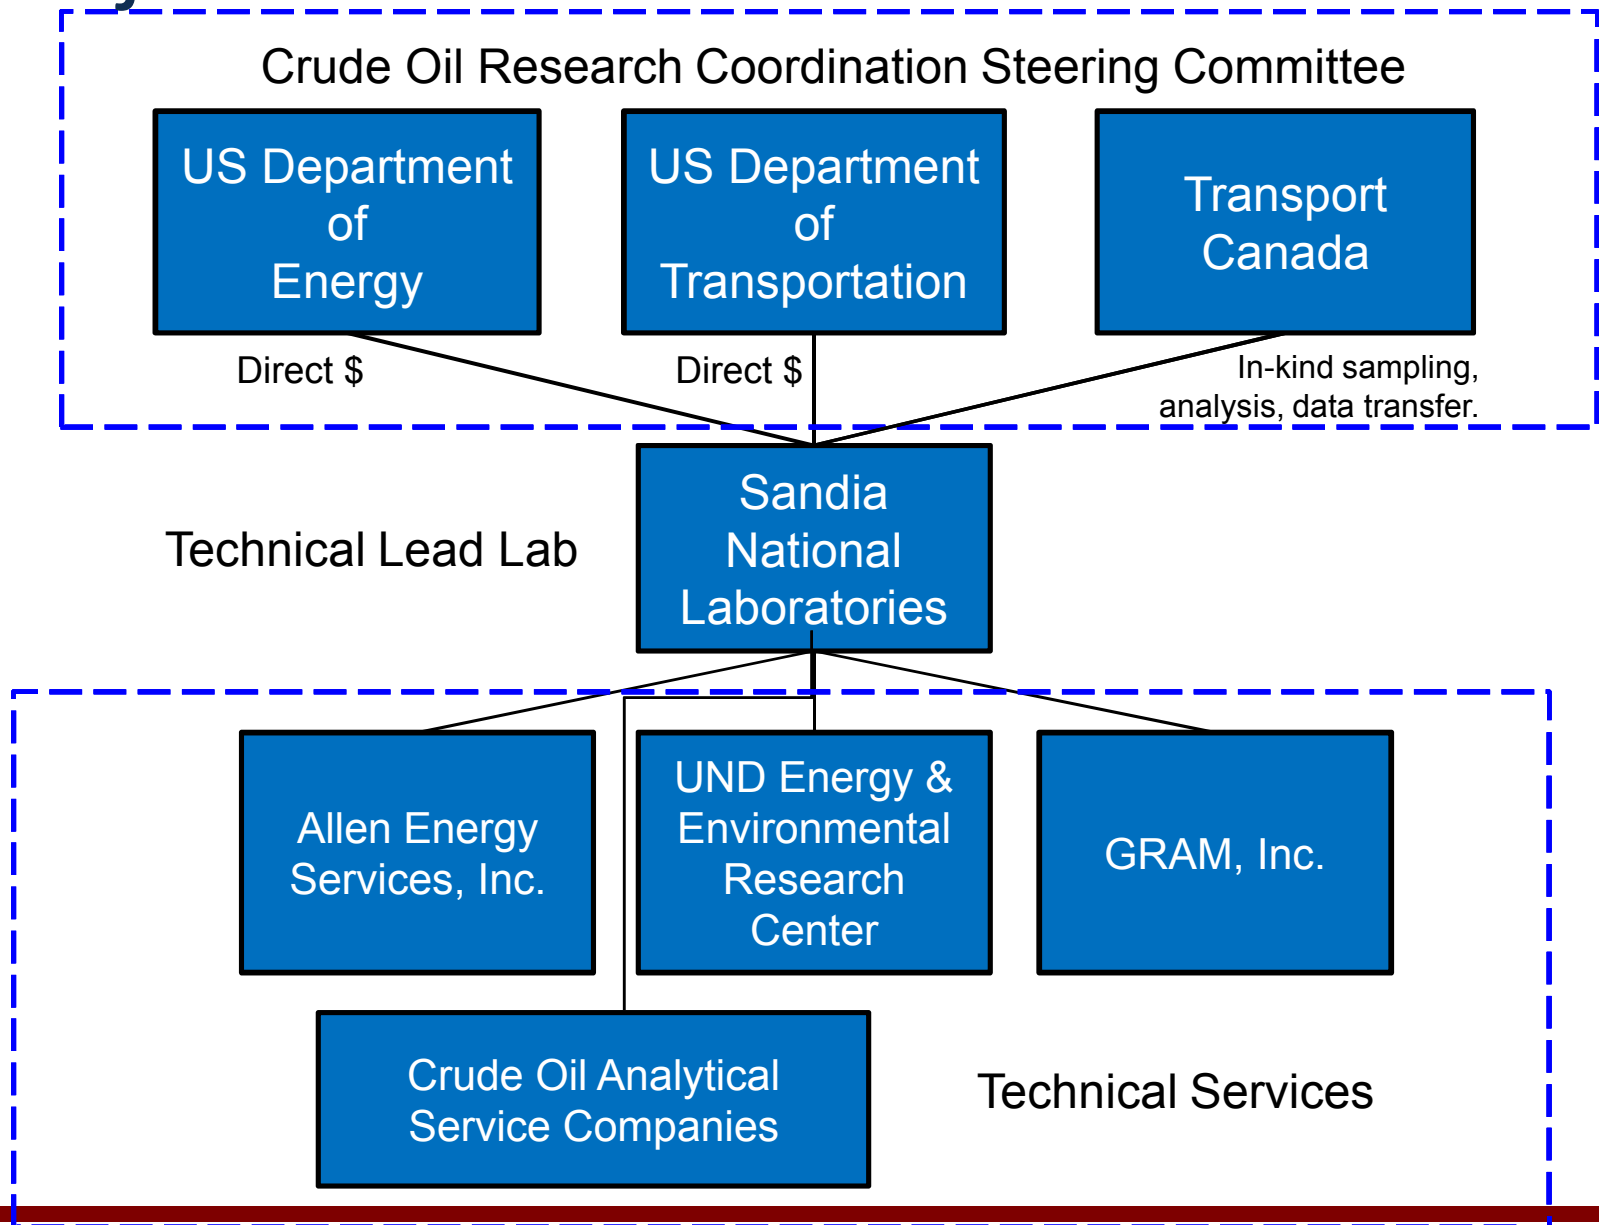 Crude Oil Research Coordination Steering Committee
US Department
of
Energy
US Department
of
Transportation
Transport
Canada
Direct $
Direct $
In-kind sampling,
analysis, data transfer.
Technical Lead Lab
Sandia
National
Laboratories
Allen Energy
Services, Inc.
UND Energy &
Environmental
Research
Center
GRAM, Inc.
Crude Oil Analytical
Service Companies
Technical Services